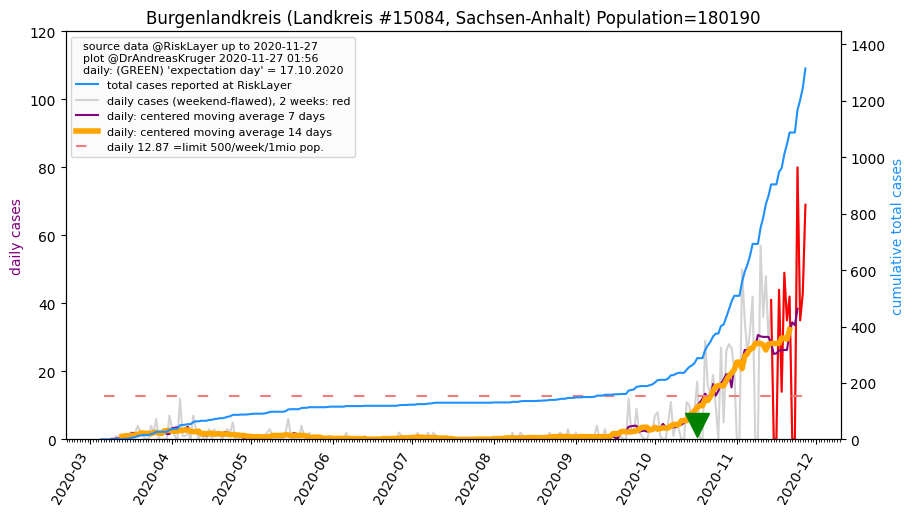 Burgenlandkreis (Landkreis #15084, Sachsen-Anhalt) Population=180190
source data @RiskLayer up to 2020-11-27
plot @DrAndreasKruger 2020-11-27 01:56
daily: (GREEN) 'expectation day' = 17.10.2020
total cases reported at RiskLayer
daily cases (weekend-flawed), 2 weeks: red
daily: centered moving average 7 days
daily: centered moving average 14 days
daily 12.87 =limit 500/week/1mio pop.
daily cases
120
100
80
60
40
20
0
1400
1200
1000
800
600
400
200
0
cumulative total cases
2020-03
2020-04
2020-05
2020-06
2020-07
2020-08
2020-09
2020-10
2020-11
2020-12